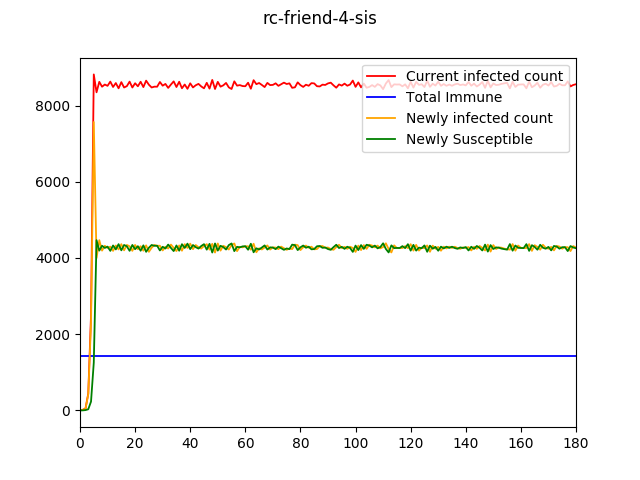 rc-friend-4-sis
Current infected count
Total Immune
Newly infected count
Newly Susceptible
8000
6000
4000
2000
0
0 20 40 60 80 100 120 140 160 180